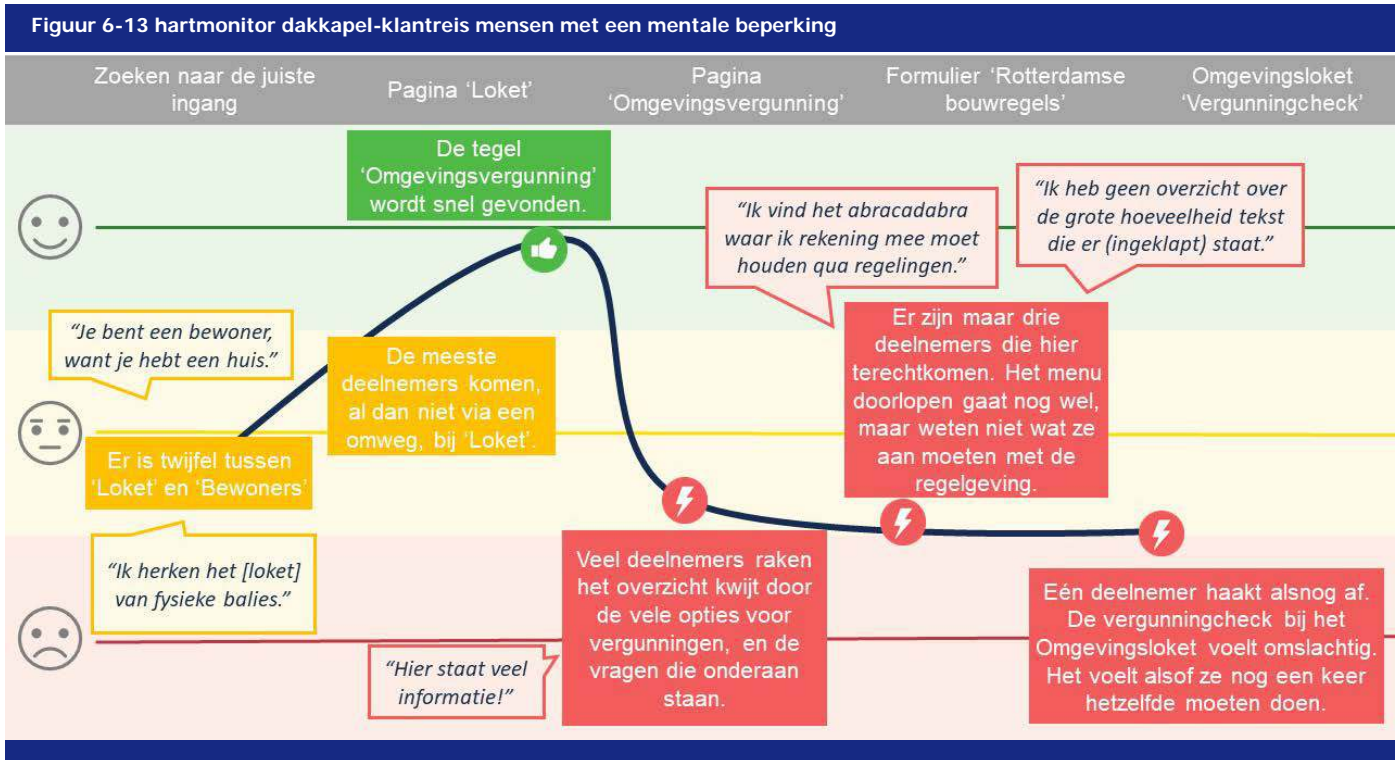 Figuur 6-13 hartmonitor dakkapel-klantreis mensen met een mentale beperking
Zoeken naar de juiste
ingang
Pagina ‘Loket’
Pagina
‘Omgevingsvergunning’
Formulier ‘Rotterdamse
bouwregels’
Omgevingsloket
‘Vergunningcheck’
De tegel
‘Omgevingsvergunning’
wordt snel gevonden.
“Ik vind het abracadabra
waar ik rekening mee moet
houden qua regelingen.”
“Ik heb geen overzicht over
de grote hoeveelheid tekst
die er (ingeklapt) staat.”
“Je bent een bewoner,
want je hebt een huis.”
De meeste
deelnemers komen,
al dan niet via een
omweg, bij ‘Loket’.
Er zijn maar drie
deelnemers die hier
terechtkomen. Het menu
doorlopen gaat nog wel,
maar weten niet wat ze
aan moeten met de
regelgeving.
Er is twijfel tussen
‘Loket’ en ‘Bewoners’
“Ik herken het [loket]
van fysieke balies.”
Veel deelnemers raken
het overzicht kwijt door
de vele opties voor
vergunningen, en de
vragen die onderaan
staan.
“Hier staat veel
informatie!”
Eén deelnemer haakt alsnog af.
De vergunningcheck bij het
Omgevingsloket voelt omslachtig.
Het voelt alsof ze nog een keer
hetzelfde moeten doen.